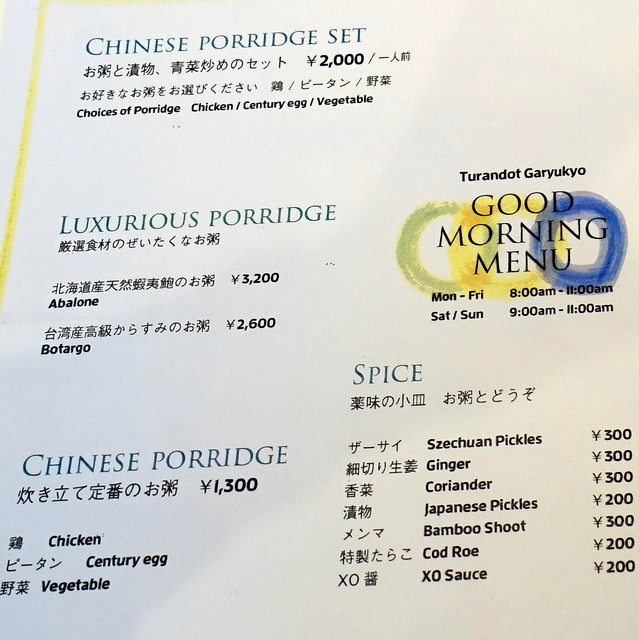 CHINESE PORRIDGE SET
お粥と漬物、青菜炒めのセット ￥2,000 / 一人前
お好きなお粥をお選びください 鶏 / ピータン / 野菜
Choices of Porridge Chicken / Century egg / Vegetable
Turandot Garyukyo
GOOD
MORNING
MENU
Mon - Fri 8:00am - 11:00am
Sat / Sun 9:00am - 11:00am
LUXURIOUS PORRIDGE
厳選食材のぜいたくなお粥
北海道産天然蝦夷鮑のお粥 ￥3,200
Abalone
台湾産高級からすみのお粥 ￥2,600
Botargo
SPICE
薬味の小皿 お粥とどうぞ
ザーサイ Szechuan Pickles ￥300
細切り生姜 Ginger ￥300
香菜 Coriander ￥300
漬物 Japanese Pickles ￥200
メンマ Bamboo Shoot ￥300
特製たらこ Cod Roe ￥200
XO 醤 XO Sauce ￥200
CHINESE PORRIDGE
炊き立て定番のお粥 ￥1,300
鶏 Chicken
ピータン Century egg
野菜 Vegetable